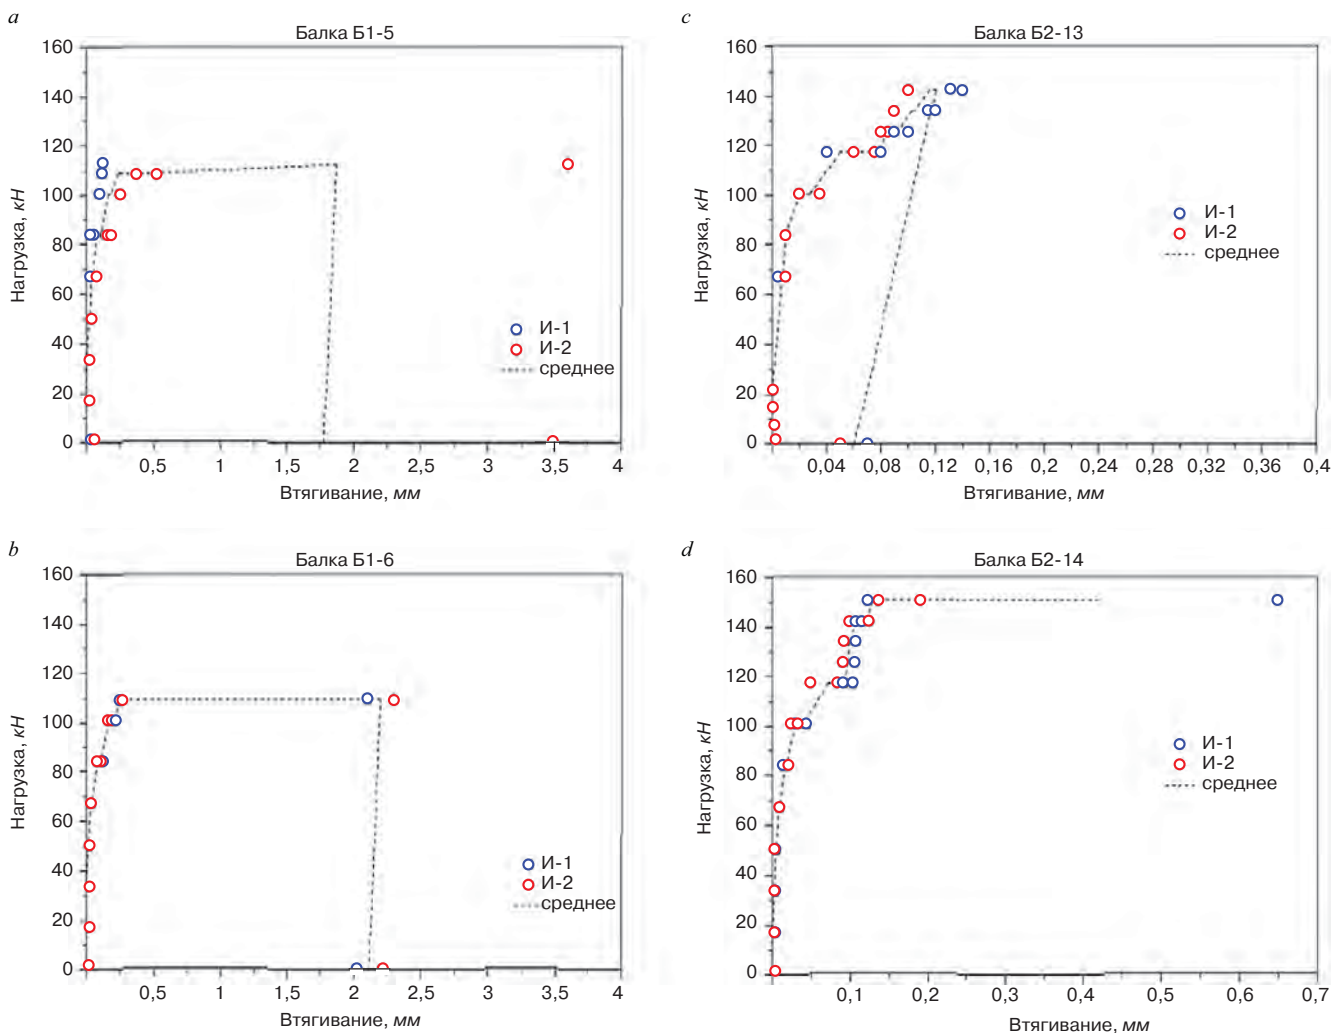 a
Балка Б1-5
160
140
120
100
80
60
40
20
0
Нагрузка, кН
И-1
И-2
среднее
0,5 1 1,5 2 2,5 3 3,5 4
Втягивание, мм
c
Балка Б2-13
160
140
120
100
80
60
40
20
0
Нагрузка, кН
И-1
И-2
среднее
0,04 0,08 0,12 0,16 0,2 0,24 0,28 0,32 0,36 0,4
Втягивание, мм
b
Балка Б1-6
160
140
120
100
80
60
40
20
0
Нагрузка, кН
И-1
И-2
среднее
0,5 1 1,5 2 2,5 3 3,5 4
Втягивание, мм
d
Балка Б2-14
160
140
120
100
80
60
40
20
0
Нагрузка, кН
И-1
И-2
среднее
0,1 0,2 0,3 0,4 0,5 0,6 0,7
Втягивание, мм